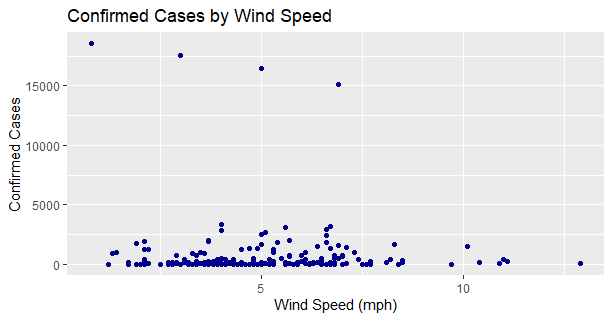 Confirmed Cases by Wind Speed
Confirmed Cases
15000
10000
5000
0
5
10
Wind Speed (mph)